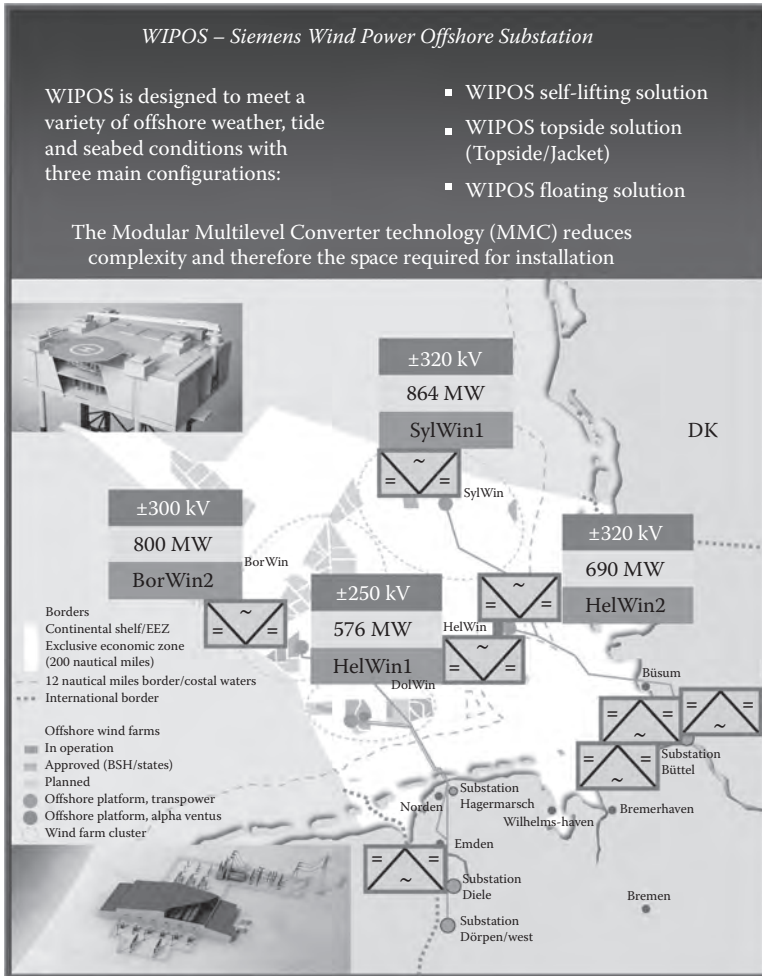 WIPOS – Siemens Wind Power Offshore Substation
WIPOS is designed to meet a
variety of offshore weather, tide
and seabed conditions with
three main configurations:
▪ WIPOS self-lifting solution
▪ WIPOS topside solution
(Topside/Jacket)
▪ WIPOS floating solution
The Modular Multilevel Converter technology (MMC) reduces
complexity and therefore the space required for installation
H
±320 kV
864 MW
SylWin1
~
= =
SylWin
DK
±300 kV
800 MW
BorWin2
BorWin
~
= =
±320 kV
690 MW
HelWin2
~
= =
±250 kV
576 MW
HelWin1
HelWin
~
= =
DolWin
Borders
Continental shelf/EEZ
Exclusive economic zone
(200 nautical miles)
12 nautical miles border/costal waters
International border
Offshore wind farms
In operation
Approved (BSH/states)
Planned
Offshore platform, transpower
Offshore platform, alpha ventus
Wind farm cluster
Büsum
= =
~
= =
~
= =
~
Substation
Büttel
Substation
Hagermarsch
Norden
Wilhelms-haven
Bremerhaven
Emden
= =
~
Substation
Diele
Bremen
Substation
Dörpen/west